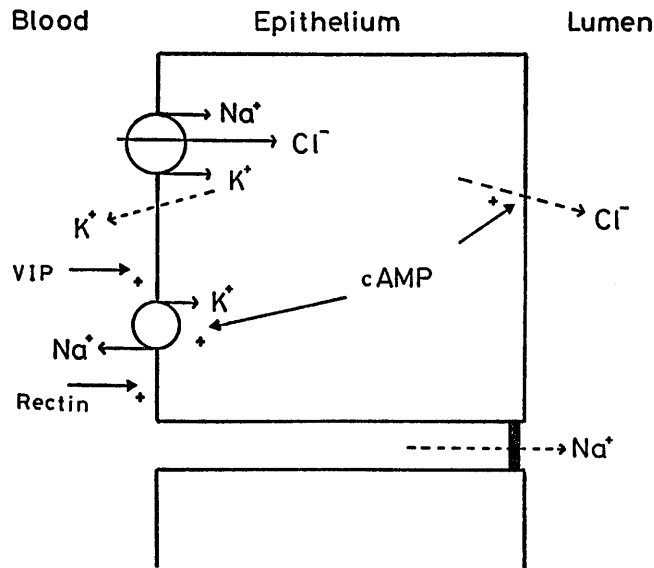 Blood Epithelium Lumen
Na+
Cl-
K+
K+
Cl-
+
VIP
+
cAMP
K+
+
Na+
Rectin
+
Na+